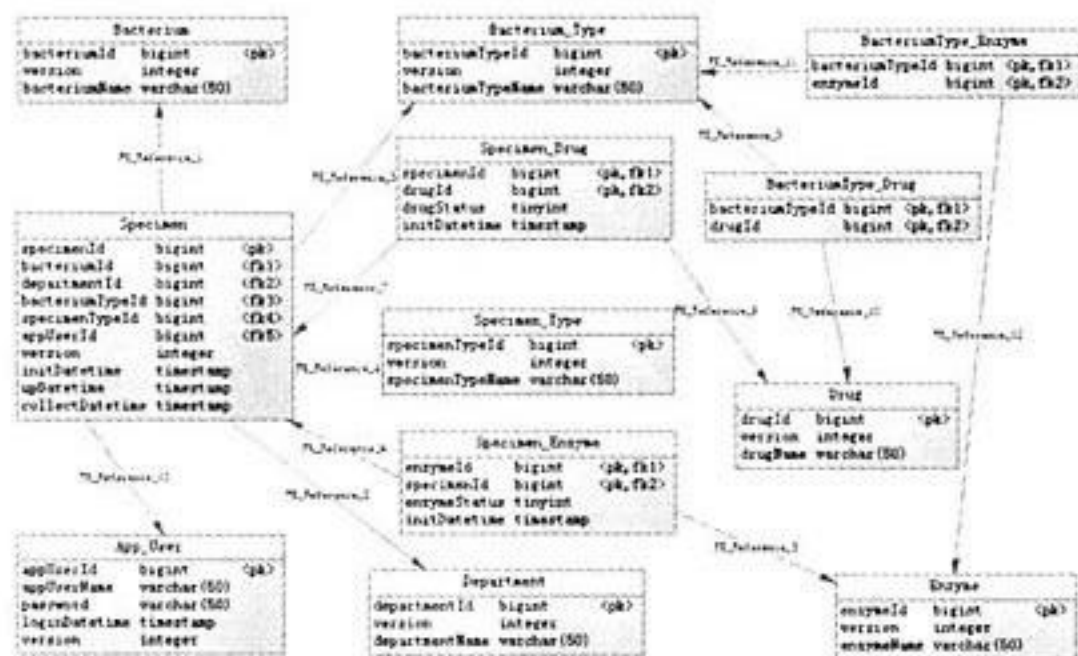 Bacterium
bacteriumId bigint <pk>
version integer
bacteriumName varchar(50)
Bacterium_Type
bacteriumTypeId bigint <pk>
version integer
bacteriumTypeName varchar(50)
BacteriumType_Enzyme
bacteriumTypeId bigint <pk,fk1>
enzymeId bigint <pk,fk2>
Specimen_Drug
specimenId bigint <pk,fk1>
drugId bigint <pk,fk2>
drugStatus tinyint
initDatetime timestamp
BacteriumType_Drug
bacteriumTypeId bigint <pk,fk1>
drugId bigint <pk,fk2>
Specimen
specimenId bigint <pk>
bacteriumId bigint <fk1>
departmentId bigint <fk2>
bacteriumTypeId bigint <fk3>
specimenTypeId bigint <fk4>
appUserId bigint <fk5>
version integer
initDatetime timestamp
upDatetime timestamp
collectDatetime timestamp
Specimen_Type
specimenTypeId bigint <pk>
version integer
specimenTypeName varchar(50)
Drug
drugId bigint <pk>
version integer
drugName varchar(50)
Specimen_Enzyme
enzymeId bigint <pk,fk1>
specimenId bigint <pk,fk2>
enzymeStatus tinyint
initDatetime timestamp
App_User
appUserId bigint <pk>
appUserName varchar(50)
password varchar(50)
loginDatetime timestamp
version integer
Department
departmentId bigint <pk>
version integer
departmentName varchar(50)
Enzyme
enzymeId bigint <pk>
version integer
enzymeName varchar(50)